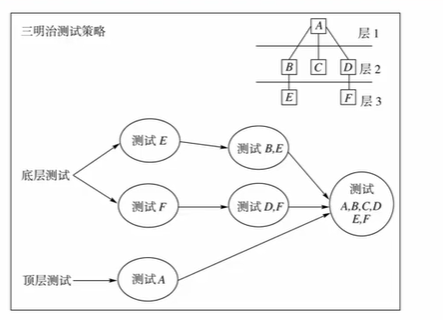 三明治测试策略
A
层 1
B
C
D
层 2
E
F
层 3
测试 E
测试 B,E
底层测试
测试
A,B,C,D
E,F
测试 F
测试 D,F
顶层测试
测试 A